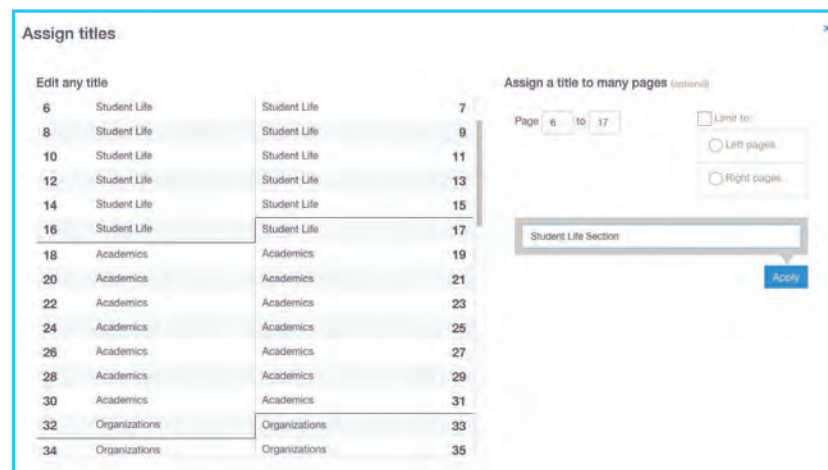 Assign titles
×
Edit any title
6 Student Life Student Life 7
8 Student Life Student Life 9
10 Student Life Student Life 11
12 Student Life Student Life 13
14 Student Life Student Life 15
16 Student Life Student Life 17
18 Academics Academics 19
20 Academics Academics 21
22 Academics Academics 23
24 Academics Academics 25
26 Academics Academics 27
28 Academics Academics 29
30 Academics Academics 31
32 Organizations Organizations 33
34 Organizations Organizations 35
Assign a title to many pages (optional)
Page 6 to 17
Limit to:
Left pages
Right pages
Student Life Section
Apply